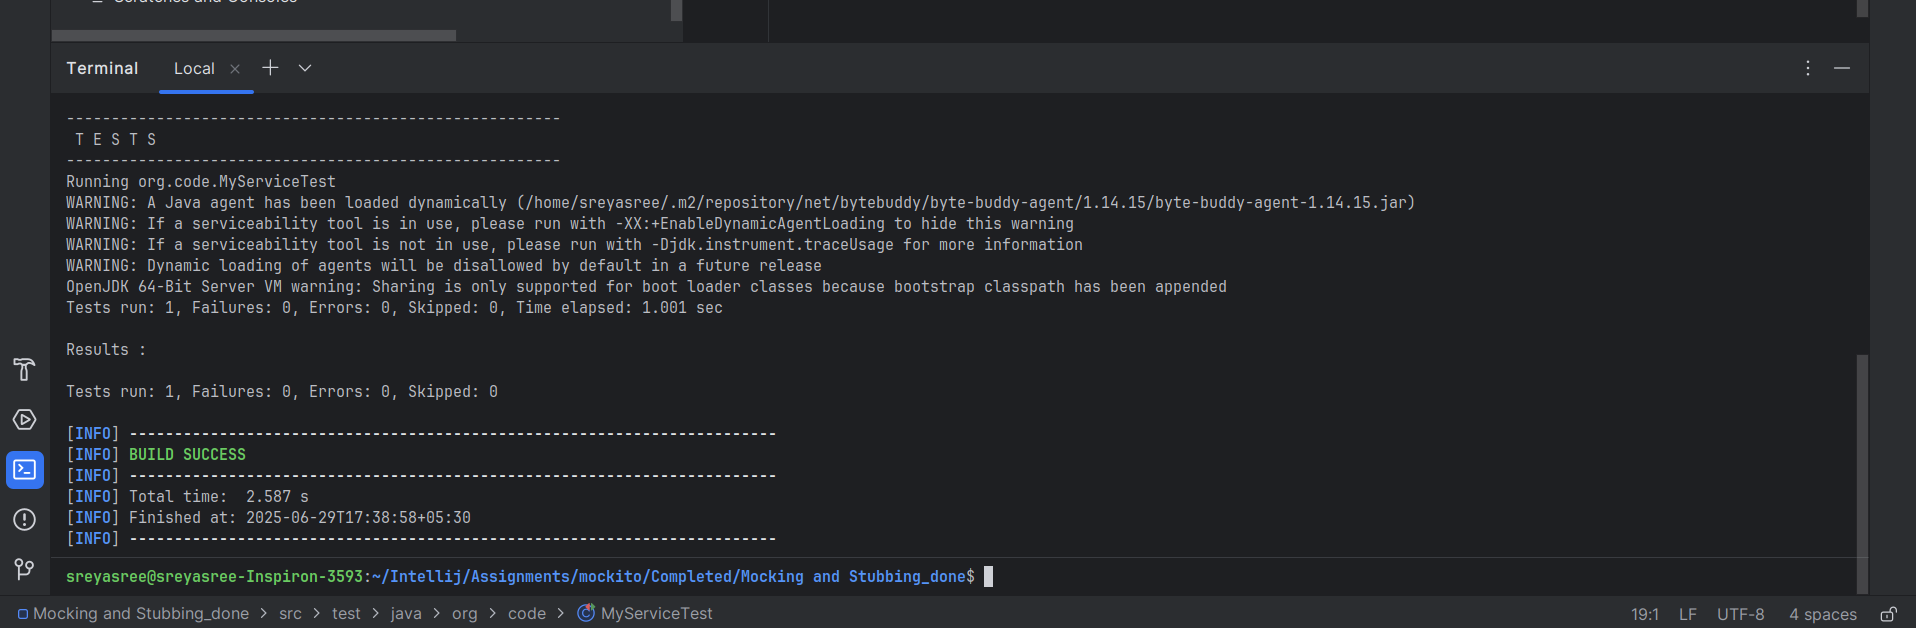 Scratches and Consoles
Terminal Local
-------------------------------------------------------
T E S T S
-------------------------------------------------------
Running org.code.MyServiceTest
WARNING: A Java agent has been loaded dynamically (/home/sreyasree/.m2/repository/net/bytebuddy/byte-buddy-agent/1.14.15/byte-buddy-agent-1.14.15.jar)
WARNING: If a serviceability tool is in use, please run with -XX:+EnableDynamicAgentLoading to hide this warning
WARNING: If a serviceability tool is not in use, please run with -Djdk.instrument.traceUsage for more information
WARNING: Dynamic loading of agents will be disallowed by default in a future release
OpenJDK 64-Bit Server VM warning: Sharing is only supported for boot loader classes because bootstrap classpath has been appended
Tests run: 1, Failures: 0, Errors: 0, Skipped: 0, Time elapsed: 1.001 sec
Results :
Tests run: 1, Failures: 0, Errors: 0, Skipped: 0
[INFO] ------------------------------------------------------------------------
[INFO] BUILD SUCCESS
[INFO] ------------------------------------------------------------------------
[INFO] Total time:  2.587 s
[INFO] Finished at: 2025-06-29T17:38:58+05:30
[INFO] ------------------------------------------------------------------------
sreyasree@sreyasree-Inspiron-3593:~/Intellij/Assignments/mockito/Completed/Mocking and Stubbing_done$
Mocking and Stubbing_done > src > test > java > org > code > MyServiceTest 19:1 LF UTF-8 4 spaces